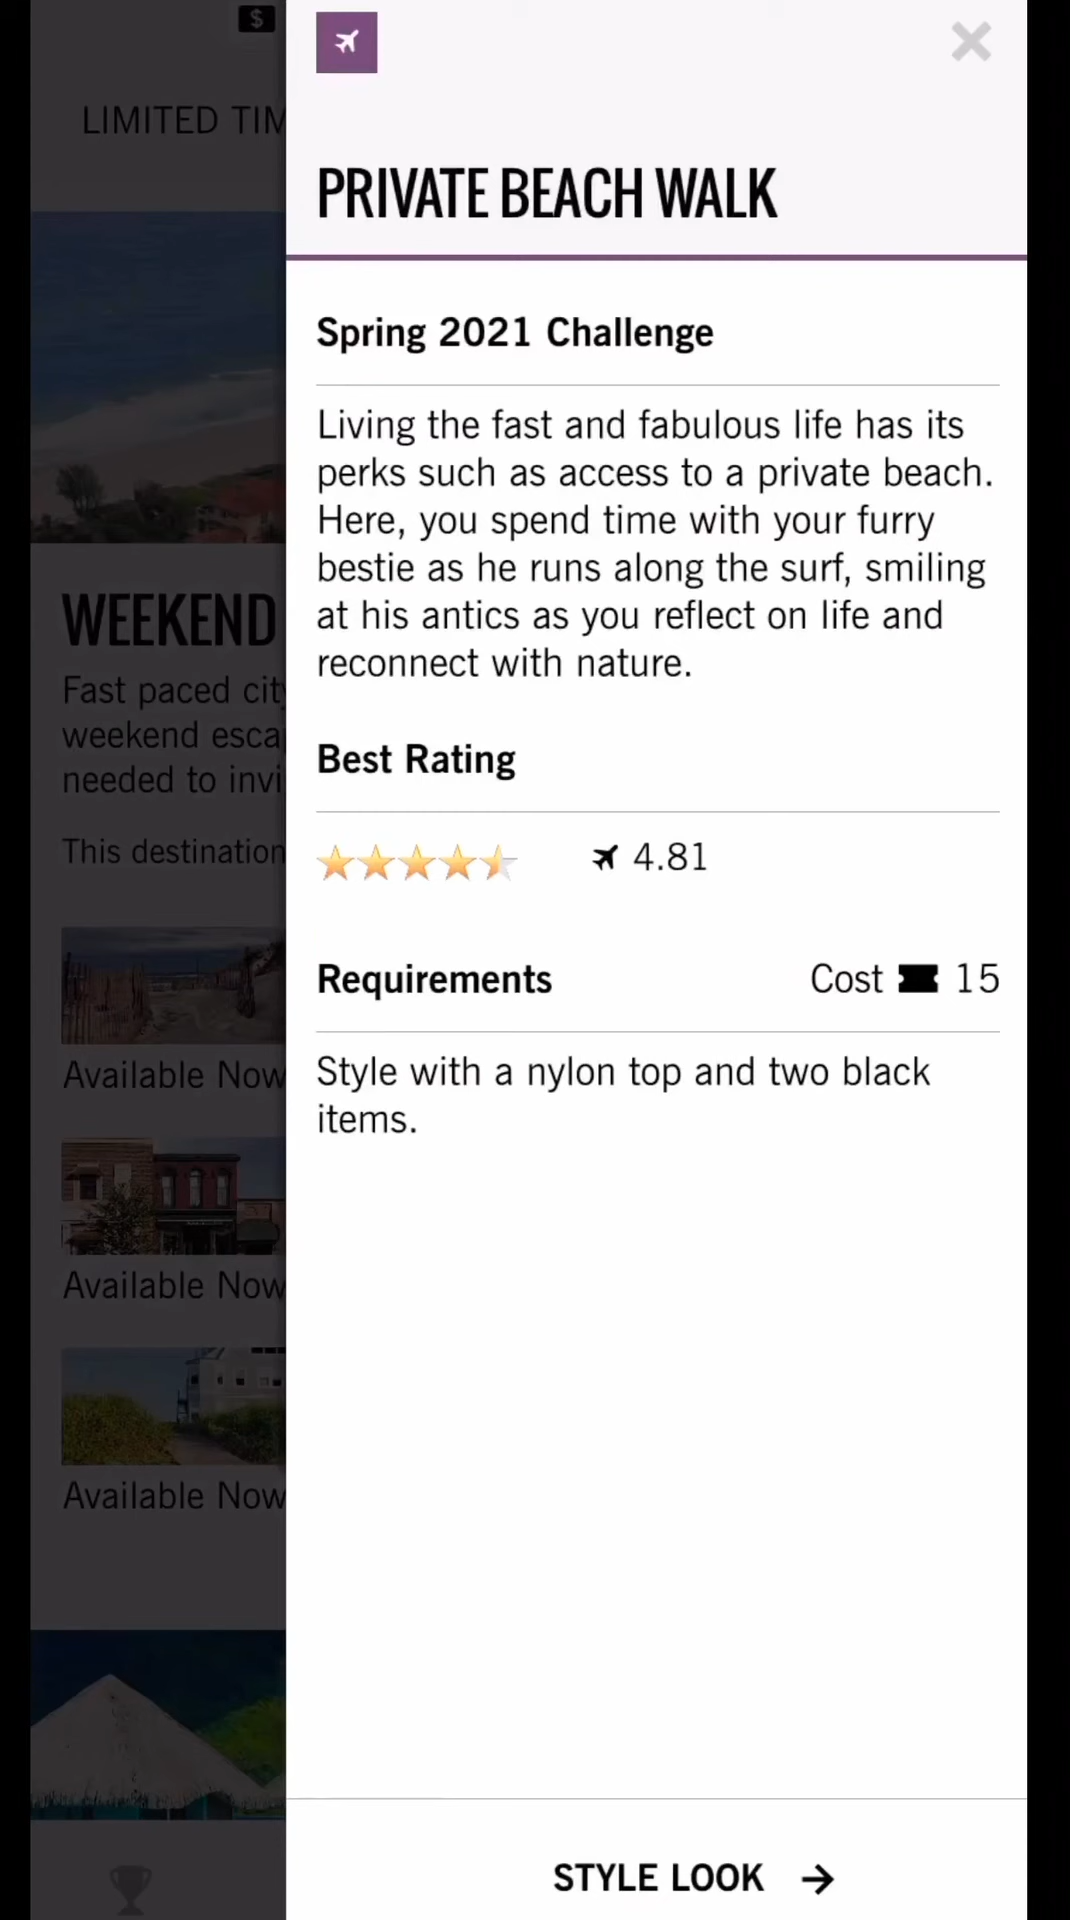 $
LIMITED TIM
PRIVATE BEACH WALK
Spring 2021 Challenge
Living the fast and fabulous life has its
perks such as access to a private beach.
Here, you spend time with your furry
bestie as he runs along the surf, smiling
at his antics as you reflect on life and
reconnect with nature.
Best Rating
4.81
Requirements
Cost 15
Style with a nylon top and two black
items.
STYLE LOOK →
WEEKEND
Fast paced cit
weekend esca
needed to invi
This destination
Available Now
Available Now
Available Now